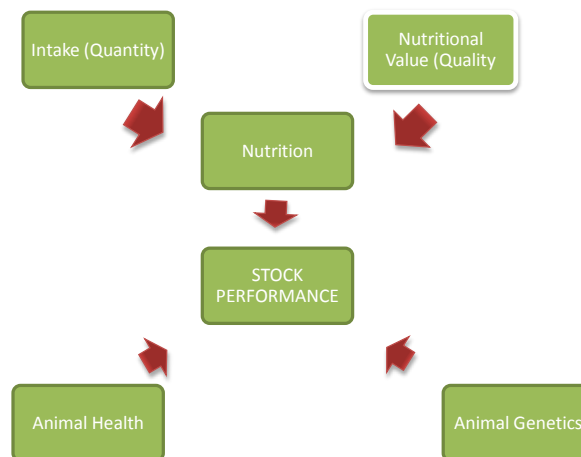 Intake (Quantity)
Nutritional
Value (Quality
Nutrition
STOCK
PERFORMANCE
Animal Health
Animal Genetics